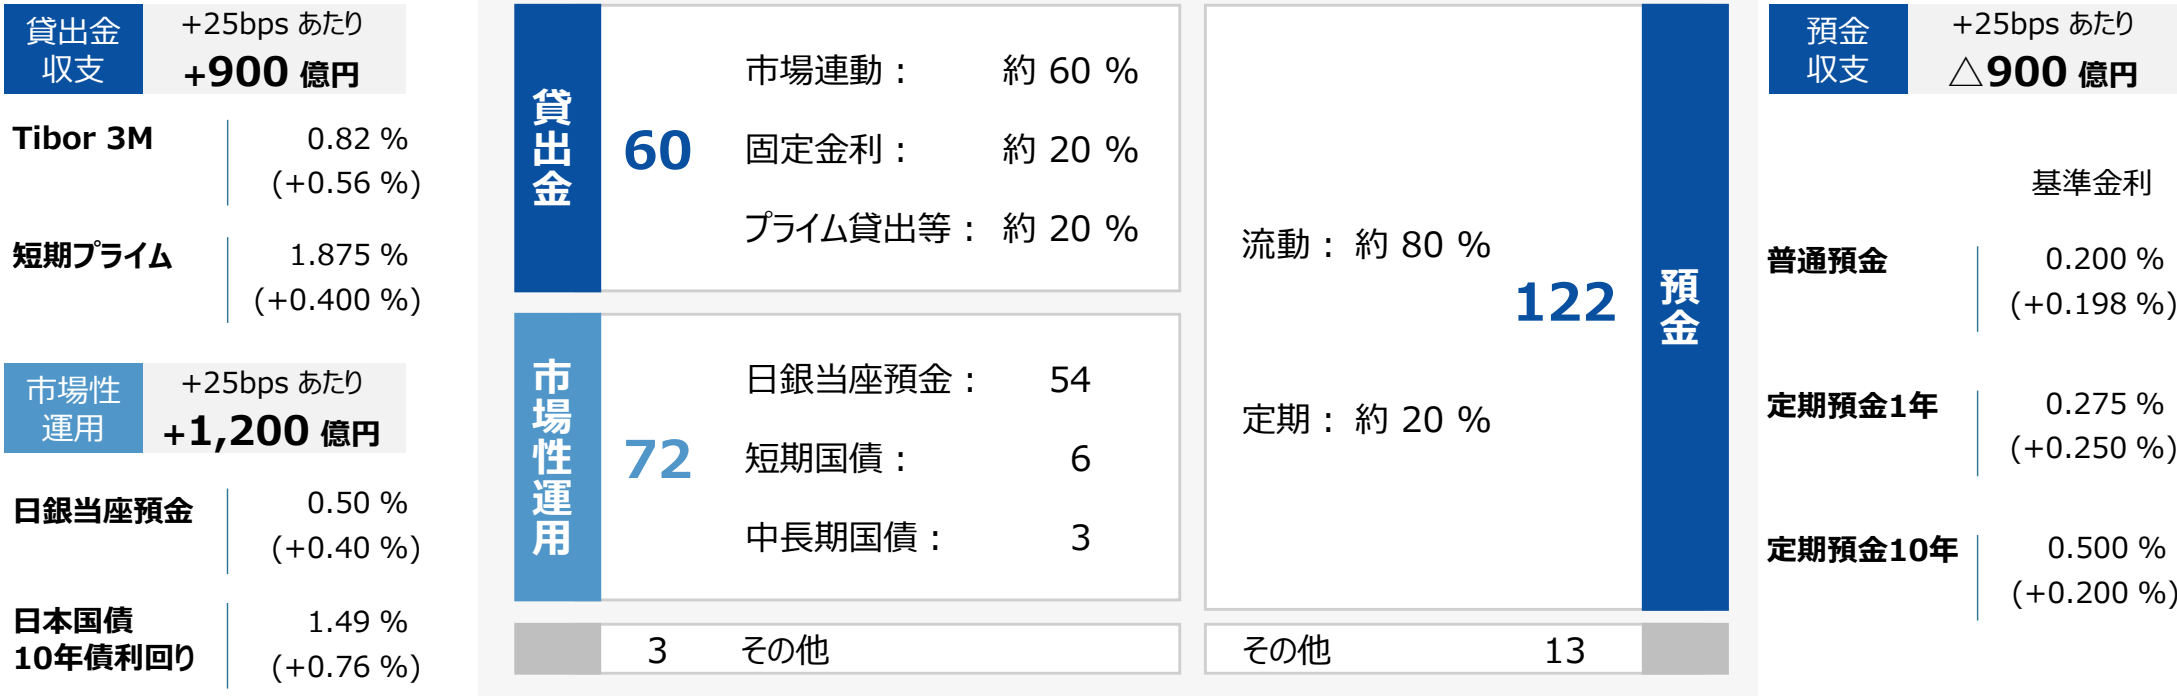 貸出金
収支
+25bps あたり
+900 億円
Tibor 3M
0.82 %
(+0.56 %)
短期プライム
1.875 %
(+0.400 %)
市場性
運用
+25bps あたり
+1,200 億円
日銀当座預金
0.50 %
(+0.40 %)
日本国債
10年債利回り
1.49 %
(+0.76 %)
貸出金
60
市場連動: 約 60 %
固定金利: 約 20 %
プライム貸出等: 約 20 %
市場性運用
72
日銀当座預金: 54
短期国債: 6
中長期国債: 3
3 その他
流動: 約 80 %
定期: 約 20 %
122
預金
その他 13
預金
収支
+25bps あたり
△900 億円
基準金利
普通預金
0.200 %
(+0.198 %)
定期預金1年
0.275 %
(+0.250 %)
定期預金10年
0.500 %
(+0.200 %)